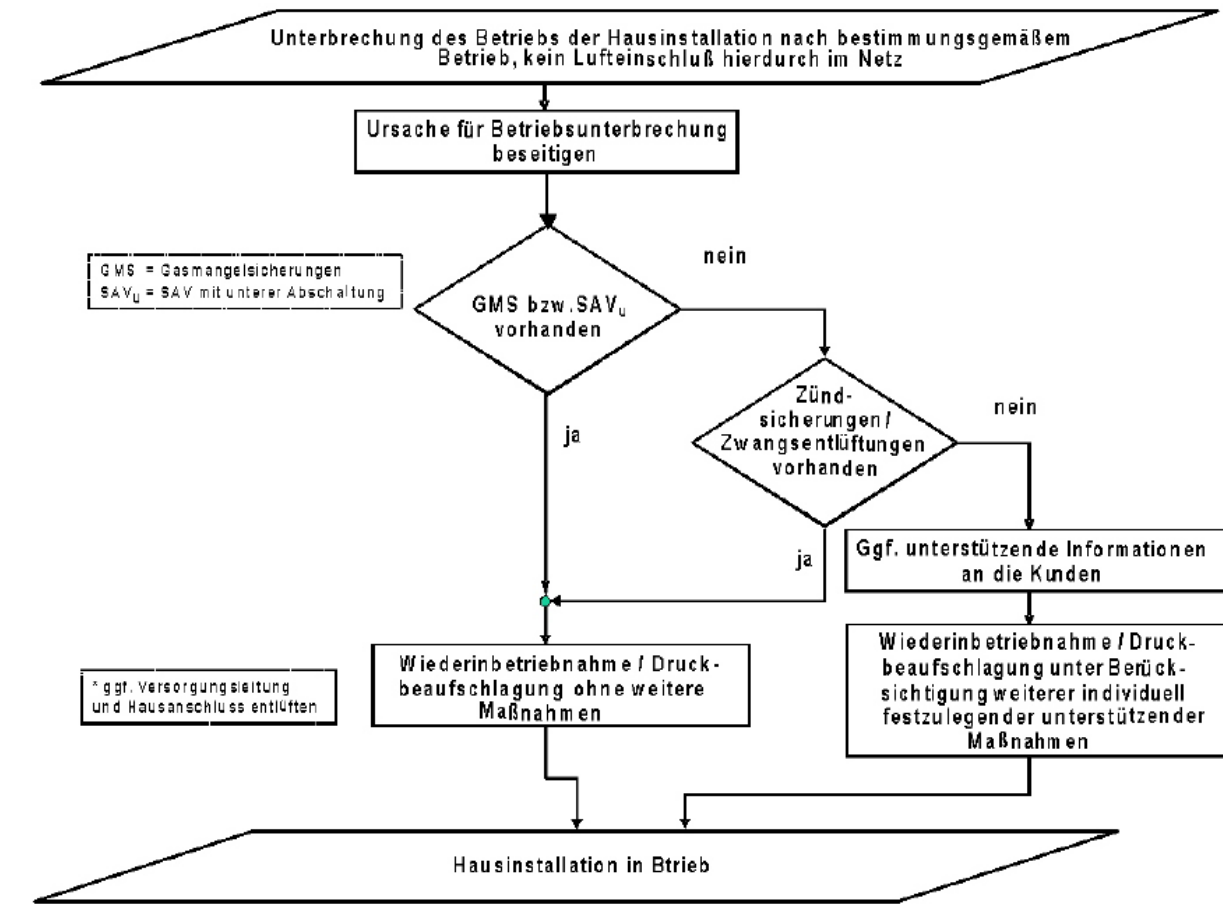 Unterbrechung des Betriebs der Hausinstallation nach bestimmungsgemäßem
Betrieb, kein Lufteinschluß hierdurch im Netz
Ursache für Betriebsunterbrechung
beseitigen
nein
GMS = Gasmangelsicherungen
SAVu = SAV mit unterer Abschaltung
GMS bzw. SAVu
vorhanden
ja
Zünd-
sicherungen /
Zwangsentlüftungen
vorhanden
nein
ja
Ggf. unterstützende Informationen
an die Kunden
Wiederinbetriebnahme / Druck-
beaufschlagung ohne weitere
Maßnahmen
* ggf. Versorgungsleitung
und Hausanschluss entlüften
Wiederinbetriebnahme / Druck-
beaufschlagung unter Berück-
sichtigung weiterer individuell
festzulegender unterstützender
Maßnahmen
Hausinstallation in Btrieb